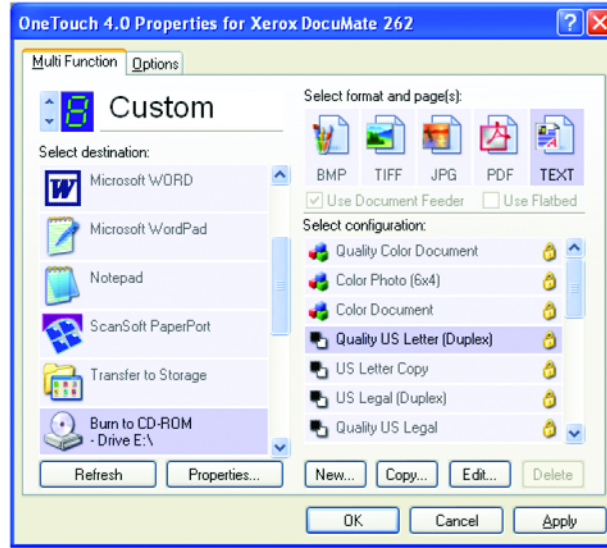 OneTouch 4.0 Properties for Xerox DocuMate 262
Multi Function
Options
8
Custom
Select destination:
Microsoft WORD
Microsoft WordPad
Notepad
ScanSoft PaperPort
Transfer to Storage
Burn to CD-ROM
- Drive E:\
Refresh
Properties...
Select format and page(s):
BMP
TIFF
JPG
PDF
TEXT
Use Document Feeder
Use Flatbed
Select configuration:
Quality Color Document
Color Photo (6x4)
Color Document
Quality US Letter (Duplex)
US Letter Copy
US Legal (Duplex)
Quality US Legal
New...
Copy...
Edit...
Delete
OK
Cancel
Apply